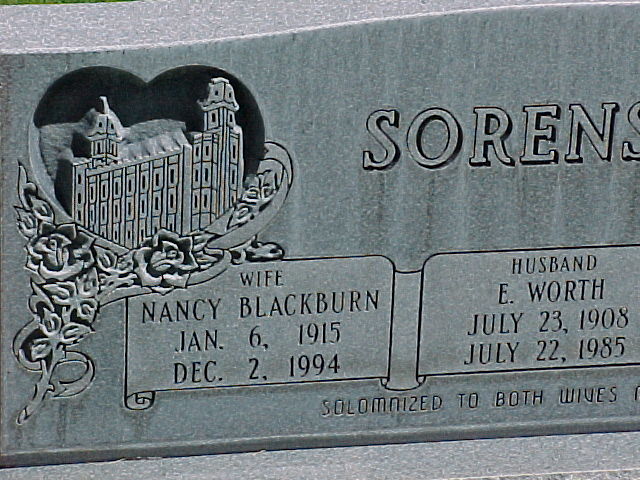 SORENS
WIFE
NANCY BLACKBURN
JAN. 6, 1915
DEC. 2, 1994
HUSBAND
E. WORTH
JULY 23, 1908
JULY 22, 1985
SOLOMNIZED TO BOTH WIVES